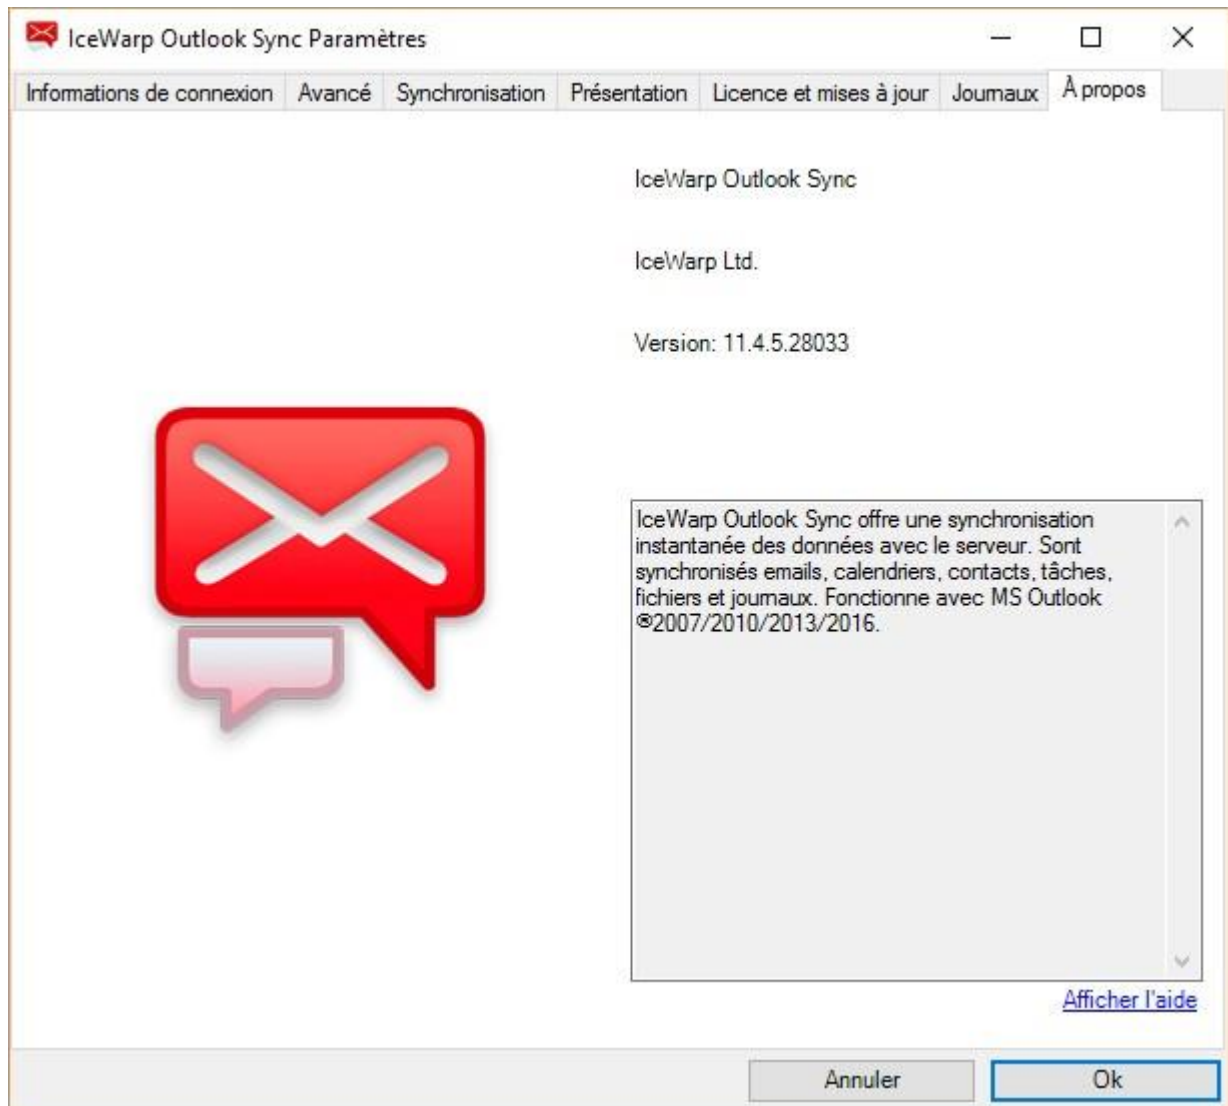 IceWarp Outlook Sync Paramètres
Informations de connexion Avancé Synchronisation Présentation Licence et mises à jour Journaux À propos
IceWarp Outlook Sync
IceWarp Ltd.
Version: 11.4.5.28033
IceWarp Outlook Sync offre une synchronisation
instantanée des données avec le serveur. Sont
synchronisés emails, calendriers, contacts, tâches,
fichiers et journaux. Fonctionne avec MS Outlook
®2007/2010/2013/2016.
Afficher l'aide
Annuler Ok